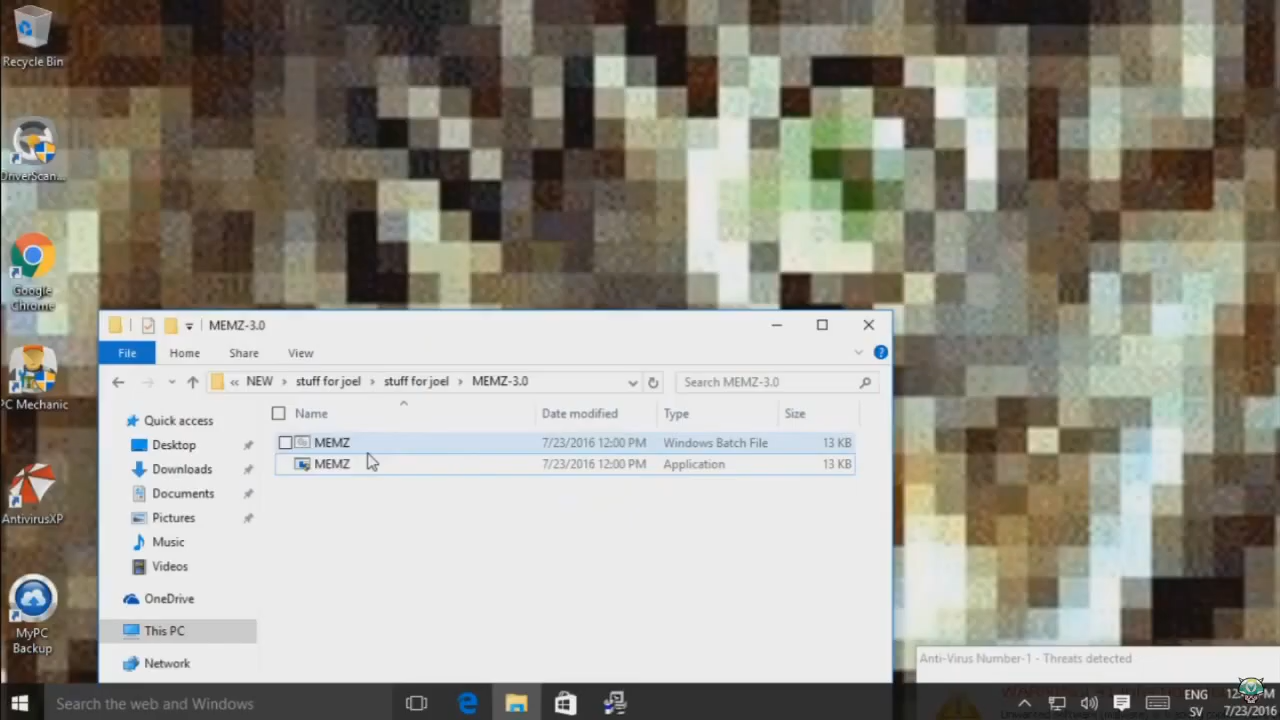 Recycle Bin
DriverScan...
Google
Chrome
PC Mechanic
AntivirusXP
MyPC
Backup
MEMZ-3.0
File Home Share View
« NEW › stuff for joel › stuff for joel › MEMZ-3.0
Search MEMZ-3.0
Name Date modified Type Size
MEMZ 7/23/2016 12:00 PM Windows Batch File 13 KB
MEMZ 7/23/2016 12:00 PM Application 13 KB
Quick access
Desktop
Downloads
Documents
Pictures
Music
Videos
OneDrive
This PC
Network
Anti-Virus Number-1 - Threats detected
Search the web and Windows
ENG
SV
7/23/2016